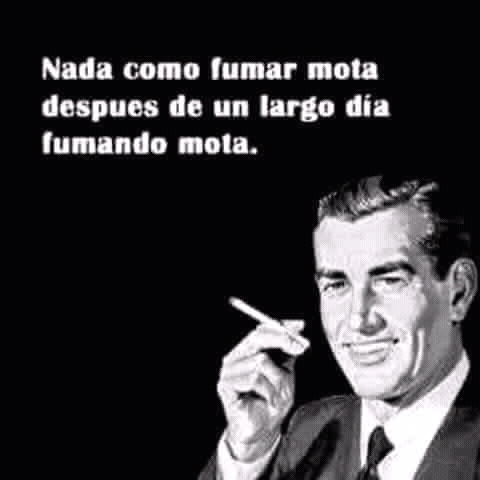 Nada como fumar mota
despues de un largo día
fumando mota.